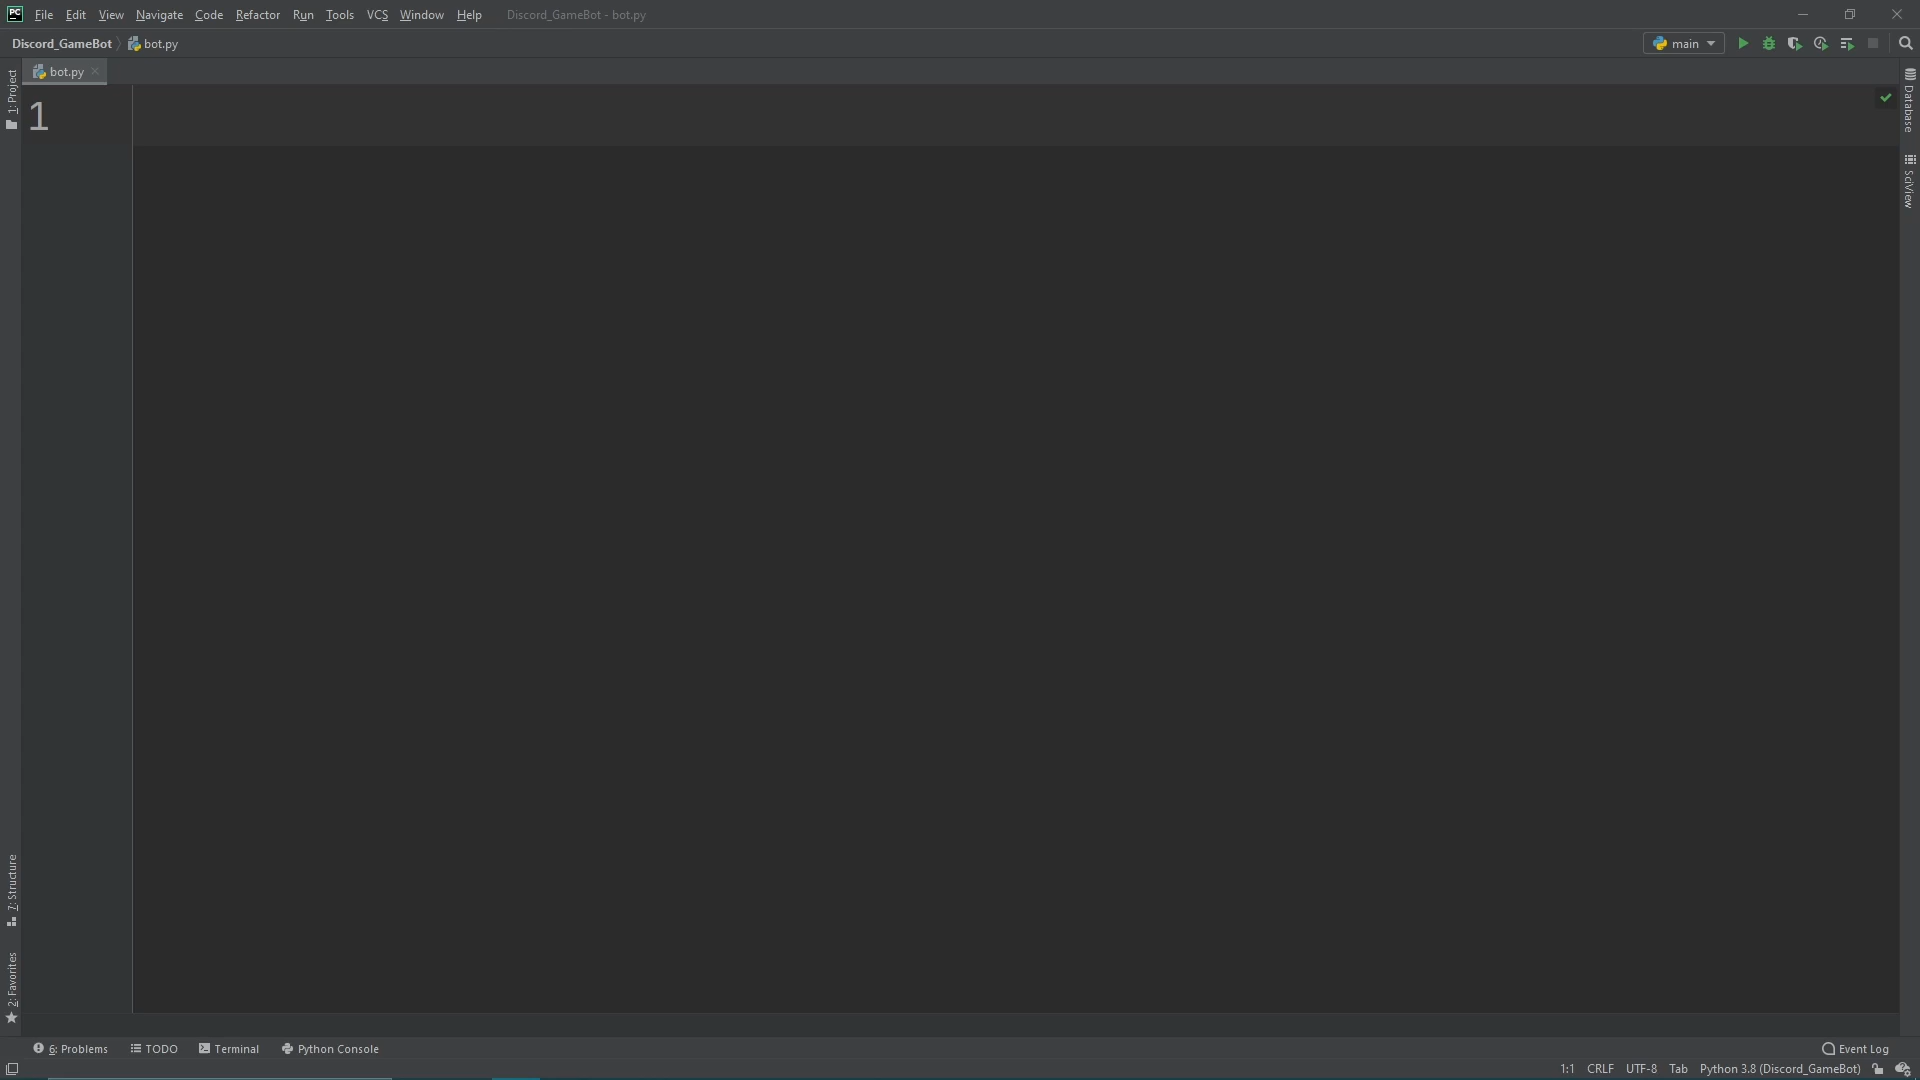 PC File Edit View Navigate Code Refactor Run Tools VCS Window Help Discord_GameBot - bot.py
Discord_GameBot bot.py main
bot.py
1
1: Project
7: Structure
2: Favorites
Database
SciView
6: Problems TODO Terminal Python Console Event Log
1:1 CRLF UTF-8 Tab Python 3.8 (Discord_GameBot)